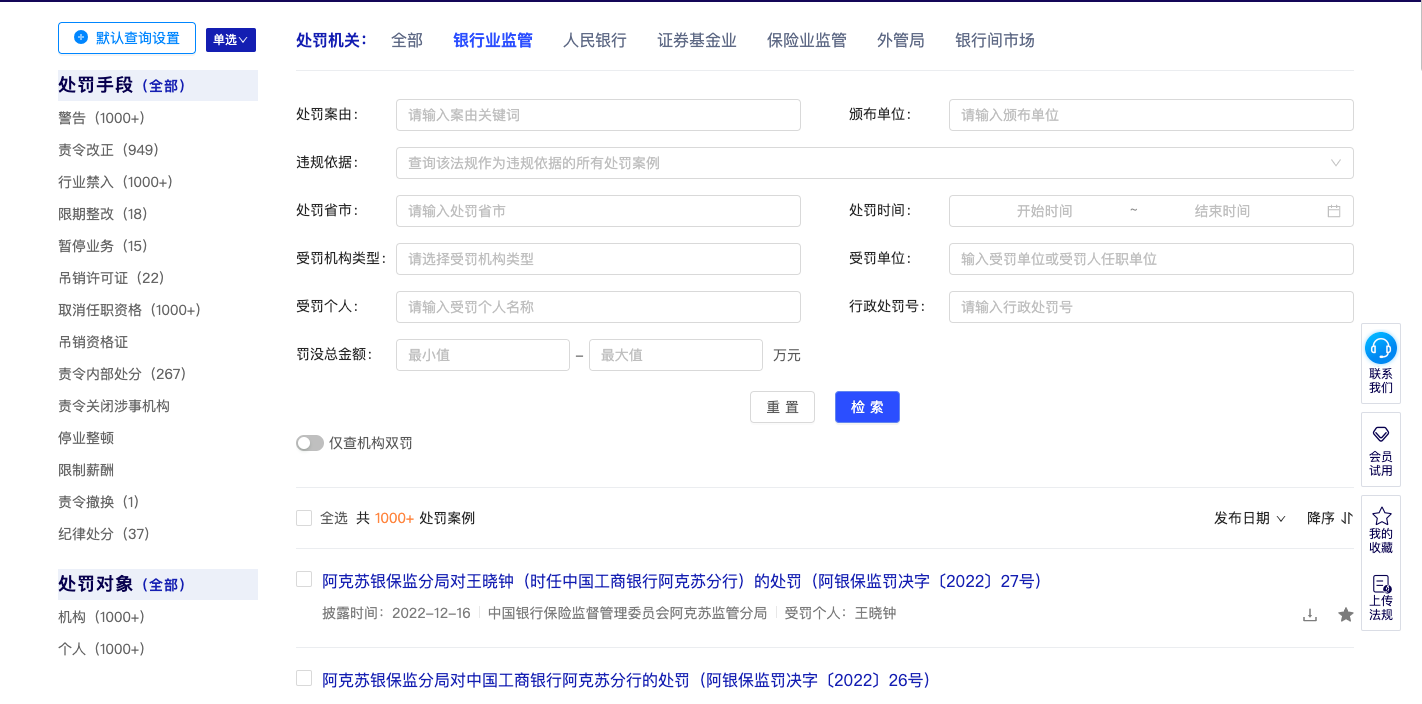 默认查询设置 单选
处罚手段（全部）
警告（1000+）
责令改正（949）
行业禁入（1000+）
限期整改（18）
暂停业务（15）
吊销许可证（22）
取消任职资格（1000+）
吊销资格证
责令内部处分（267）
责令关闭涉事机构
停业整顿
限制薪酬
责令撤换（1）
纪律处分（37）
处罚对象（全部）
机构（1000+）
个人（1000+）
处罚机关： 全部 银行业监管 人民银行 证券基金业 保险业监管 外管局 银行间市场
处罚案由： 请输入案由关键词 颁布单位： 请输入颁布单位
违规依据： 查询该法规作为违规依据的所有处罚案例
处罚省市： 请输入处罚省市 处罚时间： 开始时间 ~ 结束时间
受罚机构类型： 请选择受罚机构类型 受罚单位： 输入受罚单位或受罚人任职单位
受罚个人： 请输入受罚个人名称 行政处罚号： 请输入行政处罚号
罚没总金额： 最小值 – 最大值 万元
重 置 检 索
仅查机构双罚
全选 共 1000+ 处罚案例 发布日期 降序
阿克苏银保监分局对王晓钟（时任中国工商银行阿克苏分行）的处罚（阿银保监罚决字〔2022〕27号）
披露时间：2022-12-16 中国银行保险监督管理委员会阿克苏监管分局 受罚个人：王晓钟
阿克苏银保监分局对中国工商银行阿克苏分行的处罚（阿银保监罚决字〔2022〕26号）
联系
我们
会员
试用
我的
收藏
上传
法规